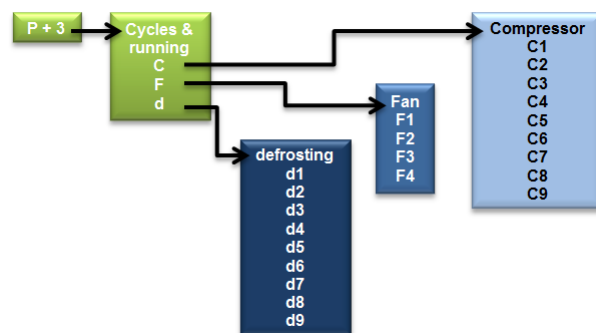 P + 3
Cycles &
running
C
F
d
Compressor
C1
C2
C3
C4
C5
C6
C7
C8
C9
Fan
F1
F2
F3
F4
defrosting
d1
d2
d3
d4
d5
d6
d7
d8
d9